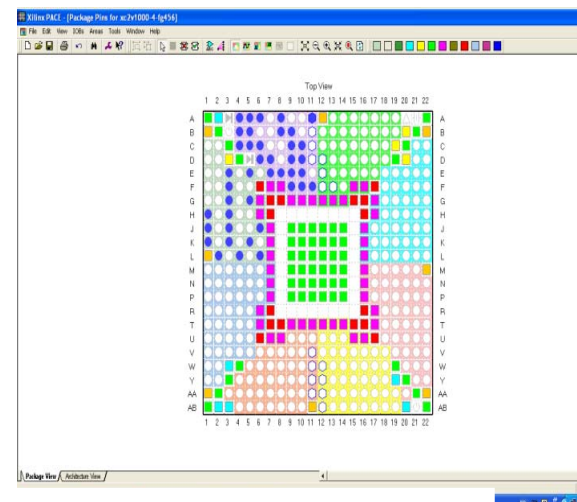 Xilinx PACE - [Package Pins for xc2v1000-4-fg456]
File Edit View IOBs Areas Tools Window Help
Top View
1 2 3 4 5 6 7 8 9 10 11 12 13 14 15 16 17 18 19 20 21 22
A A
B B
C C
D D
E E
F F
G G
H H
J J
K K
L L
M M
N N
P P
R R
T T
U U
V V
W W
Y Y
AA AA
AB AB
1 2 3 4 5 6 7 8 9 10 11 12 13 14 15 16 17 18 19 20 21 22
Package View Architecture View